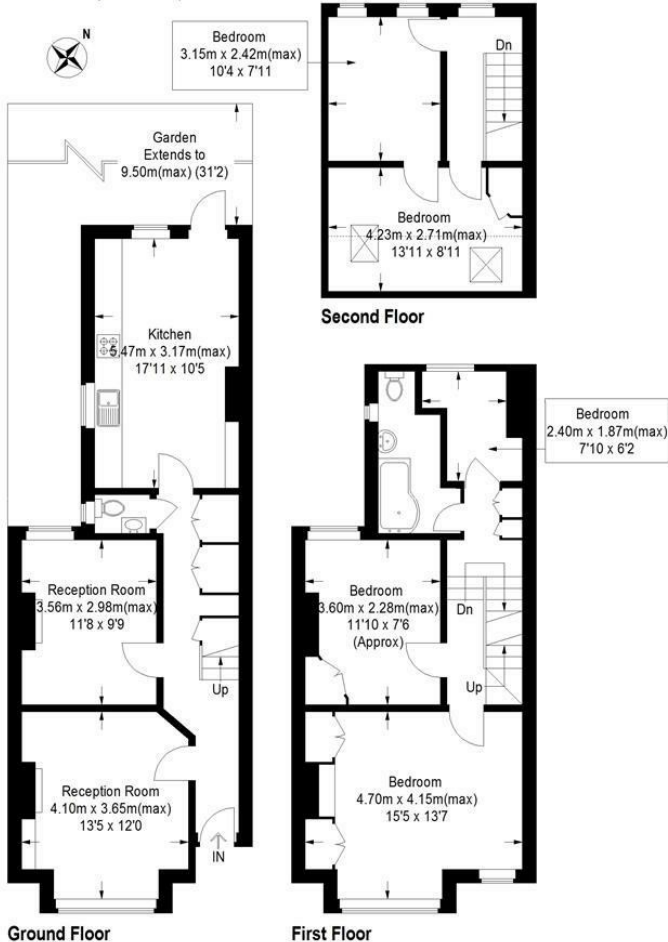 N
Bedroom
3.15m x 2.42m(max)
10'4 x 7'11
Dn
Garden
Extends to
9.50m(max) (31'2)
Bedroom
4.23m x 2.71m(max)
13'11 x 8'11
Second Floor
Kitchen
5.47m x 3.17m(max)
17'11 x 10'5
Bedroom
2.40m x 1.87m(max)
7'10 x 6'2
Reception Room
3.56m x 2.98m(max)
11'8 x 9'9
Up
Bedroom
3.60m x 2.28m(max)
11'10 x 7'6
(Approx)
Dn
Up
Reception Room
4.10m x 3.65m(max)
13'5 x 12'0
IN
Bedroom
4.70m x 4.15m(max)
15'5 x 13'7
Ground Floor
First Floor